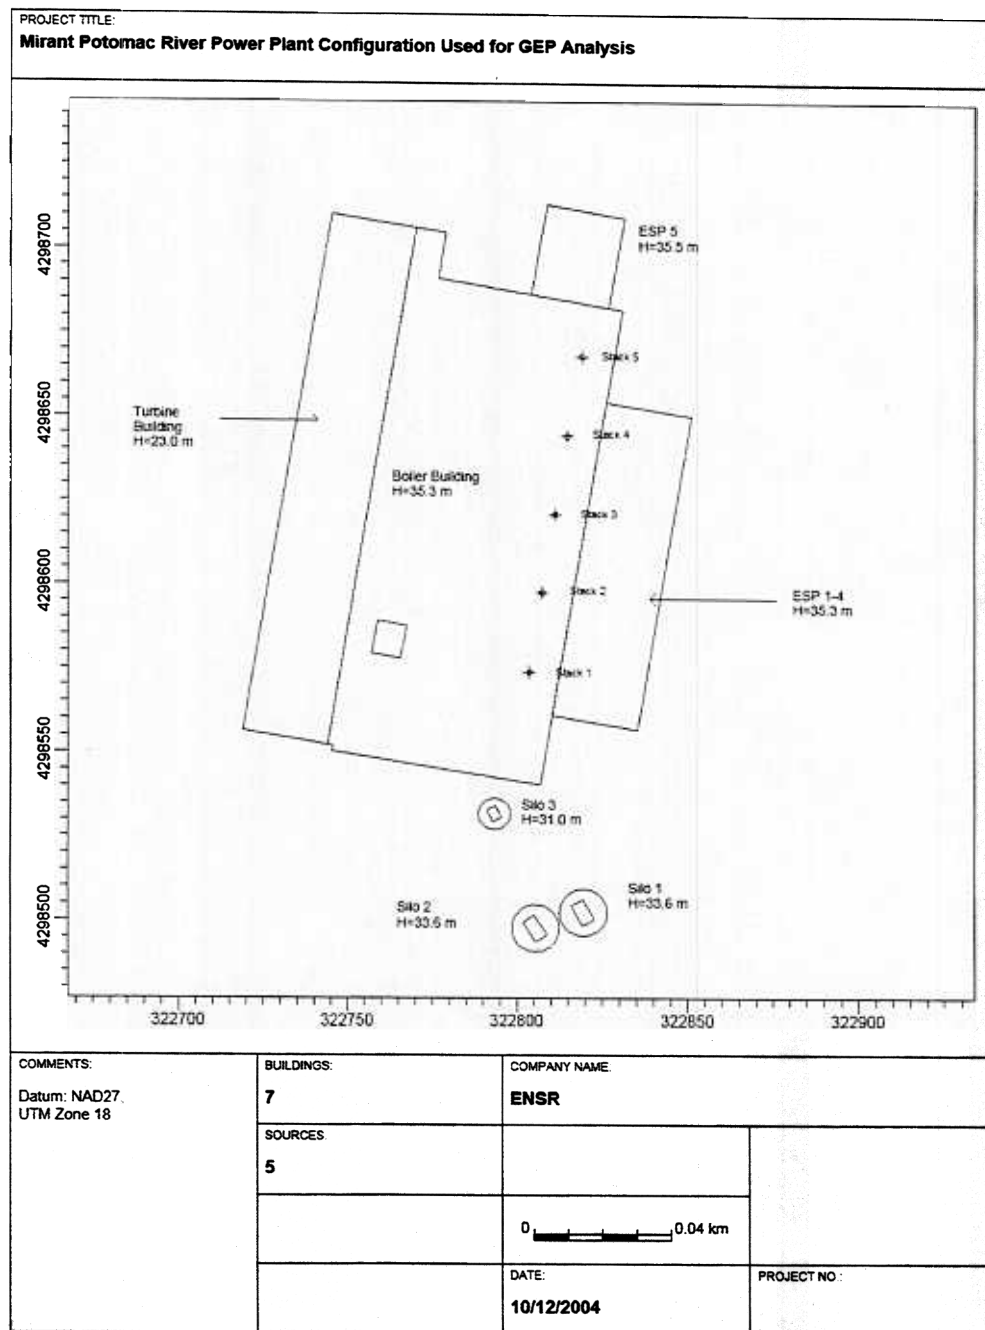 PROJECT TITLE:
Mirant Potomac River Power Plant Configuration Used for GEP Analysis
4298700
4298650
4298600
4298550
4298500
ESP 5
H=35.5 m
Stack 5
Turbine
Building
H=23.0 m
Stack 4
Boiler Building
H=35.3 m
Stack 3
Stack 2
ESP 1-4
H=35.3 m
Stack 1
Silo 3
H=31.0 m
Silo 1
H=33.6 m
Silo 2
H=33.6 m
322700
322750
322800
322850
322900
COMMENTS:
Datum: NAD27,
UTM Zone 18
BUILDINGS:
7
COMPANY NAME:
ENSR
SOURCES:
5
0
0.04 km
DATE:
10/12/2004
PROJECT NO.: